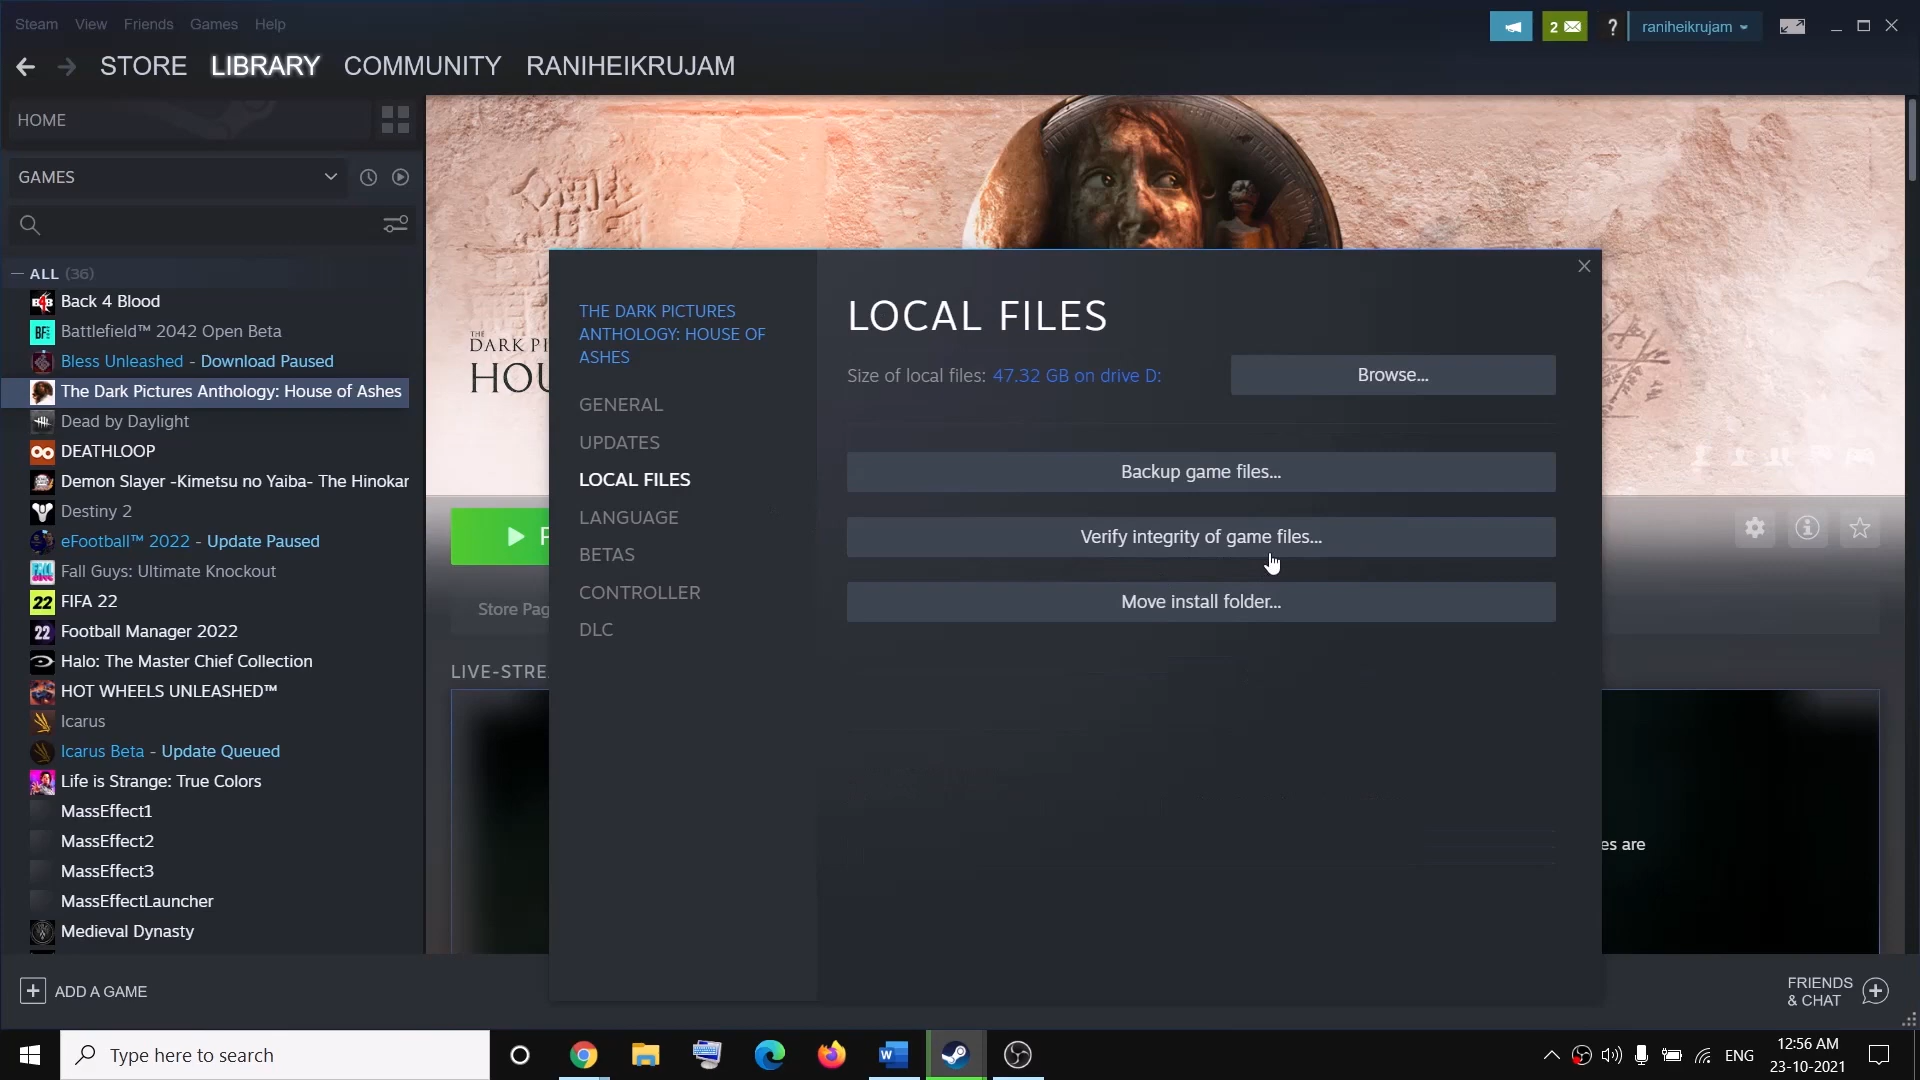 Steam View Friends Games Help
2
?
raniheikrujam
STORE LIBRARY COMMUNITY RANIHEIKRUJAM
HOME
GAMES
ALL (36)
Back 4 Blood
Battlefield™ 2042 Open Beta
Bless Unleashed - Download Paused
The Dark Pictures Anthology: House of Ashes
Dead by Daylight
DEATHLOOP
Demon Slayer -Kimetsu no Yaiba- The Hinokar
Destiny 2
eFootball™ 2022 - Update Paused
Fall Guys: Ultimate Knockout
FIFA 22
Football Manager 2022
Halo: The Master Chief Collection
HOT WHEELS UNLEASHED™
Icarus
Icarus Beta - Update Queued
Life is Strange: True Colors
MassEffect1
MassEffect2
MassEffect3
MassEffectLauncher
Medieval Dynasty
ADD A GAME
THE
DARK PI
HOU
Store Pag
LIVE-STRE
THE DARK PICTURES
ANTHOLOGY: HOUSE OF
ASHES
GENERAL
UPDATES
LOCAL FILES
LANGUAGE
BETAS
CONTROLLER
DLC
LOCAL FILES
Size of local files: 47.32 GB on drive D:
Browse...
Backup game files...
Verify integrity of game files...
Move install folder...
es are
FRIENDS
& CHAT
Type here to search
ENG
12:56 AM
23-10-2021